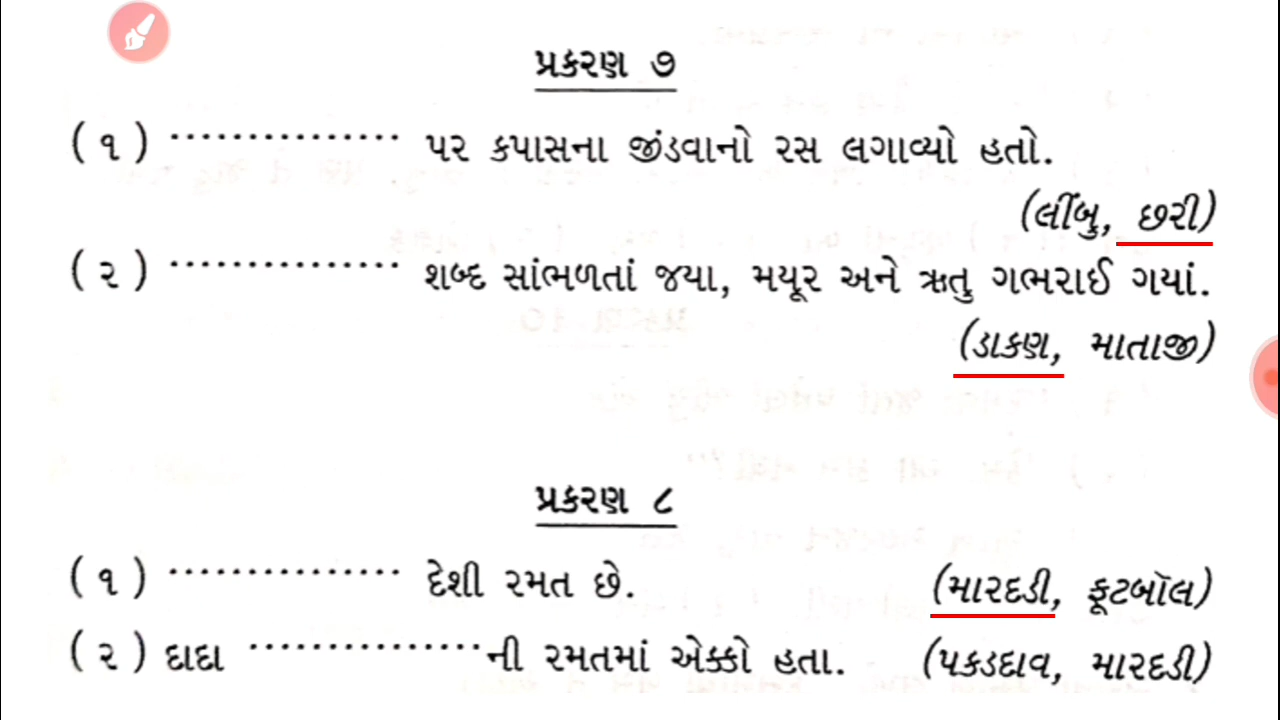 પ્રકરણ ૭
(૧) ............... પર કપાસના જીંડવાનો રસ લગાવ્યો હતો.
(લીંબુ, છરી)
(૨) ............... શબ્દ સાંભળતાં જયા, મયૂર અને ઋતુ ગભરાઈ ગયાં.
(ડાકણ, માતાજી)
પ્રકરણ ૮
(૧) ............... દેશી રમત છે. (મારદડી, ફૂટબૉલ)
(૨) દાદા ...............ની રમતમાં એક્કો હતા. (પકડદાવ, મારદડી)